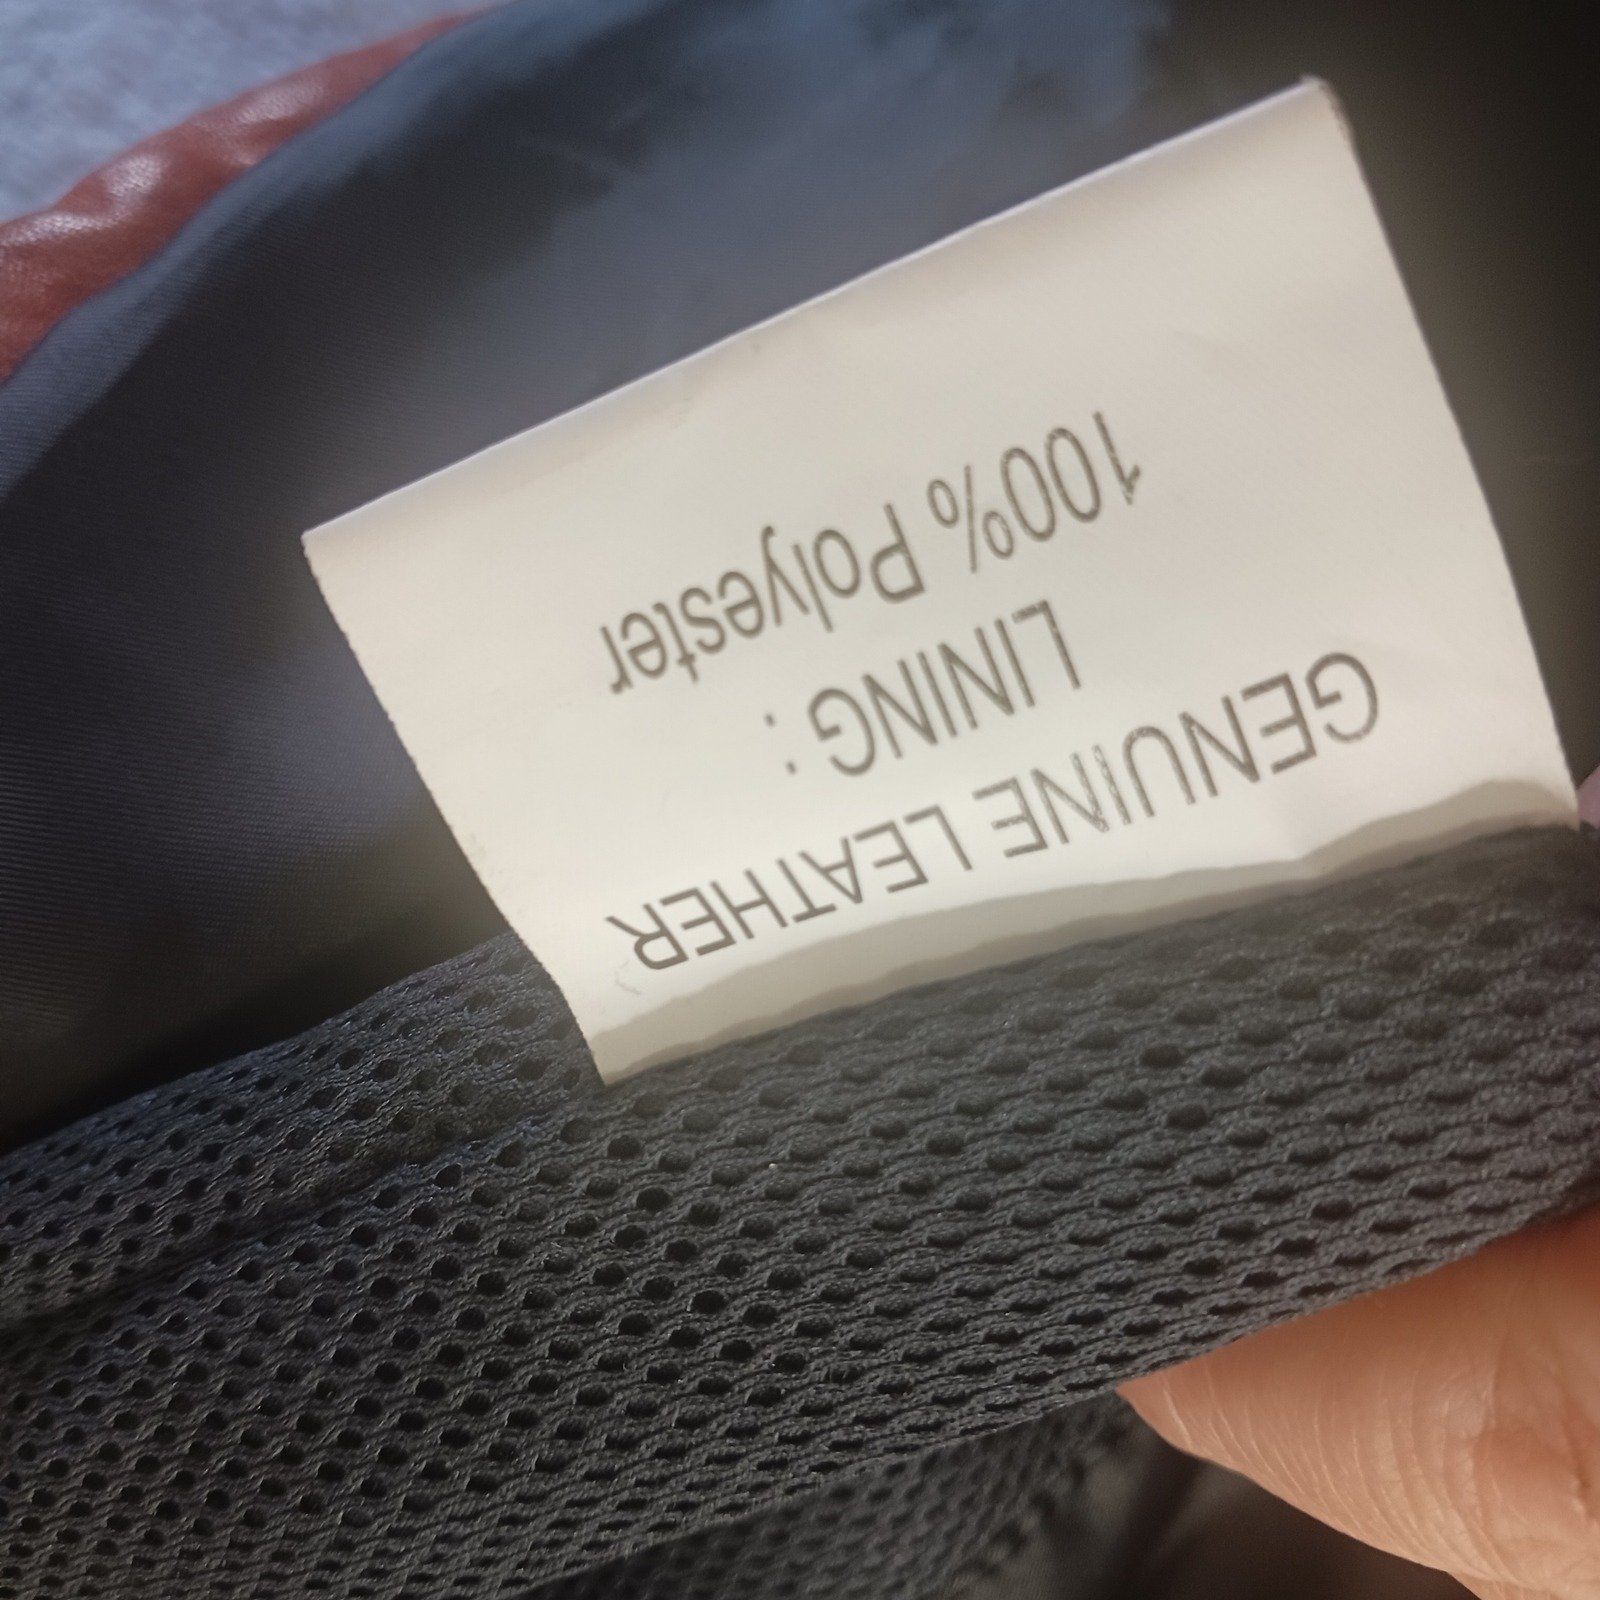 GENUINE LEATHER
LINING :
100% Polyester